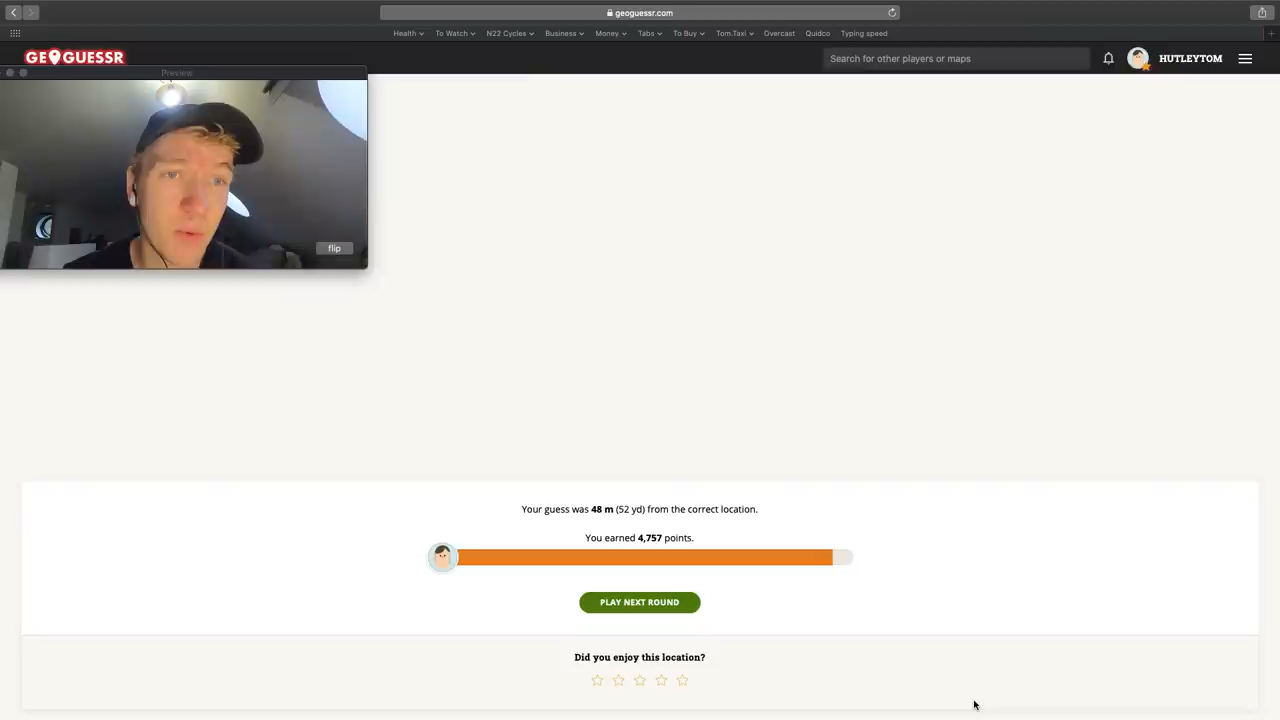 geoguessr.com
Health To Watch N22 Cycles Business Money Tabs To Buy Tom.Taxi Overcast Quidco Typing speed
GEOGUESSR
Search for other players or maps
HUTLEYTOM
Preview
flip
Your guess was 48 m (52 yd) from the correct location.
You earned 4,757 points.
PLAY NEXT ROUND
Did you enjoy this location?